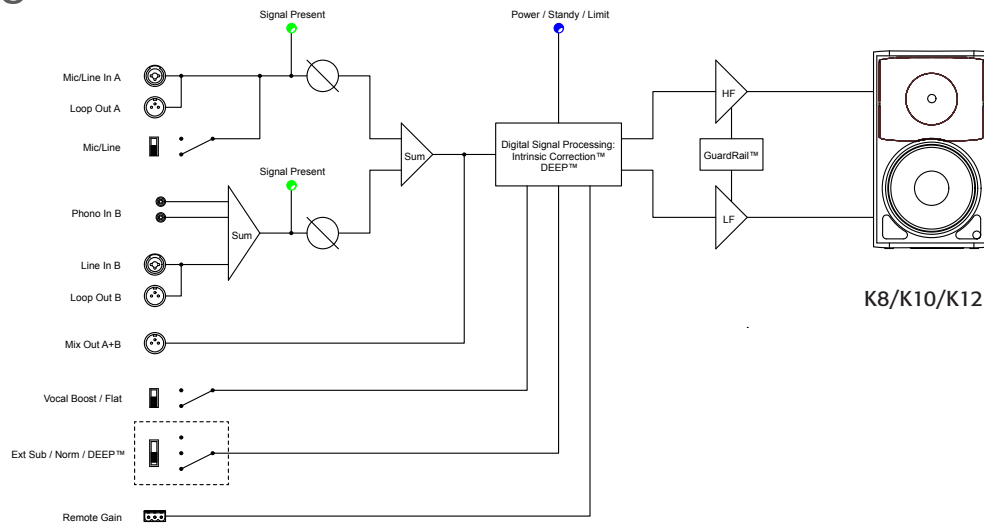 Signal Present
Power / Standy / Limit
Mic/Line In A
Loop Out A
Mic/Line
HF
Sum
Digital Signal Processing:
Intrinsic Correction™
DEEP™
GuardRail™
Signal Present
Phono In B
Sum
LF
Line In B
Loop Out B
K8/K10/K12
Mix Out A+B
Vocal Boost / Flat
Ext Sub / Norm / DEEP™
Remote Gain